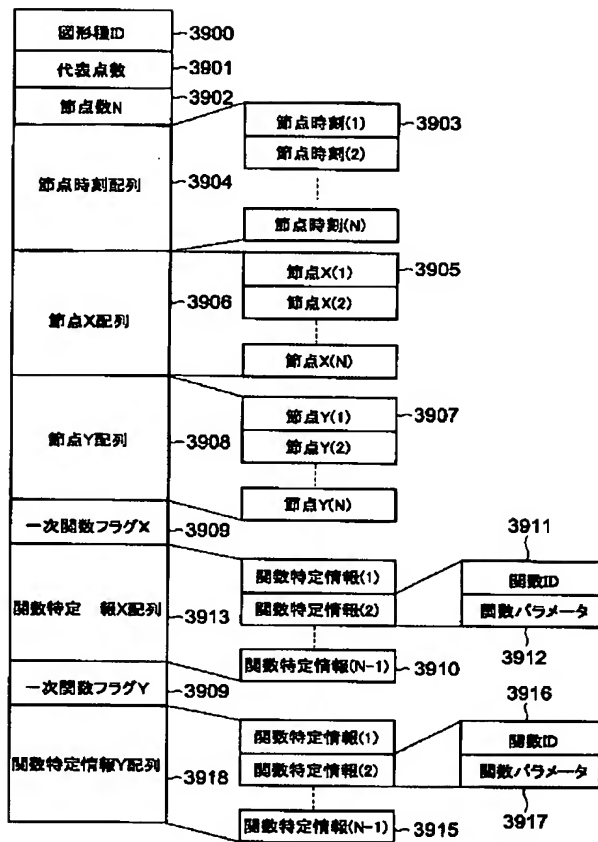 図形種ID
3900
代表点数
3901
節点数N
3902
節点時刻配列
3904
節点時刻(1)
3903
節点時刻(2)
節点時刻(N)
節点X配列
3906
節点X(1)
3905
節点X(2)
節点X(N)
節点Y配列
3908
節点Y(1)
3907
節点Y(2)
節点Y(N)
一次関数フラグX
3909
関数特定 報X配列
3913
関数特定情報(1)
関数特定情報(2)
関数特定情報(N-1)
3910
3911
関数ID
関数パラメータ
3912
一次関数フラグY
3909
関数特定情報Y配列
3918
関数特定情報(1)
関数特定情報(2)
関数特定情報(N-1)
3915
3916
関数ID
関数パラメータ
3917